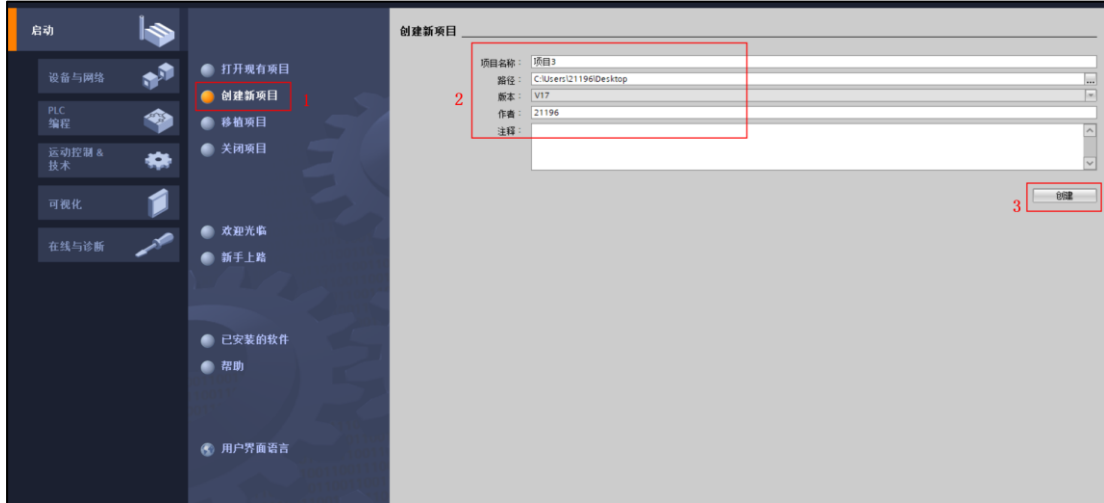 启动
设备与网络
PLC
编程
运动控制 &
技术
可视化
在线与诊断
打开现有项目
创建新项目 1
移植项目
关闭项目
欢迎光临
新手上路
已安装的软件
帮助
用户界面语言
创建新项目
2
项目名称： 项目3
路径： C:\Users\21196\Desktop ...
版本： V17
作者： 21196
注释：
3 创建